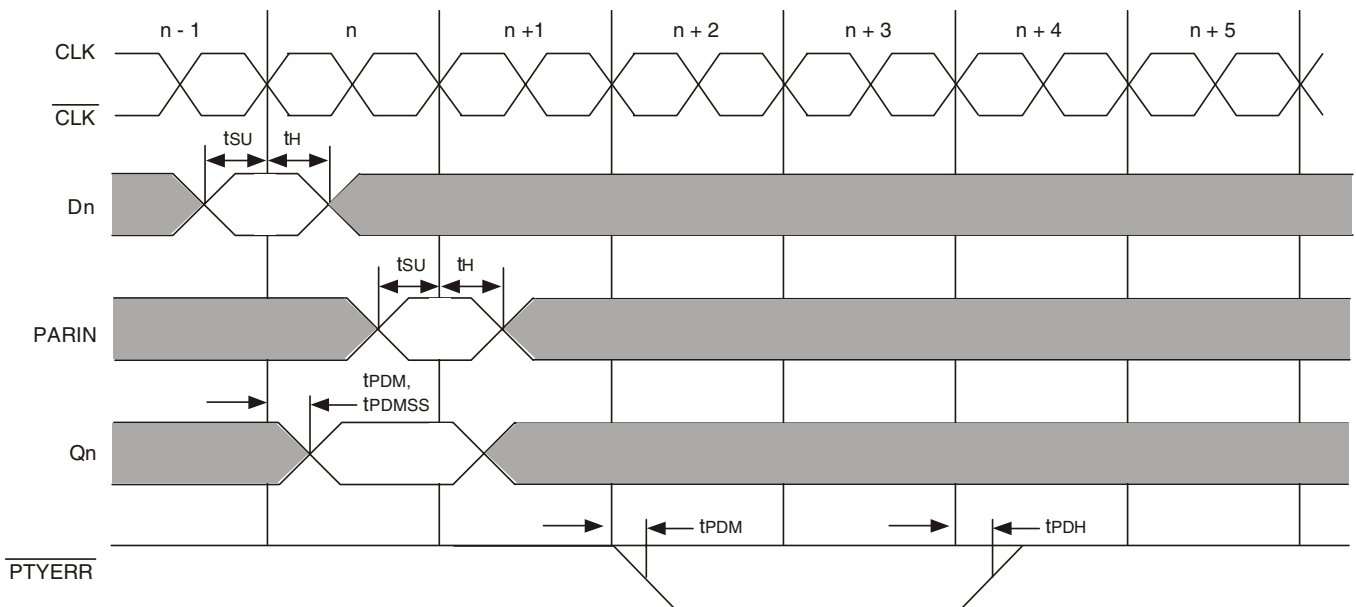 n - 1 n n +1 n + 2 n + 3 n + 4 n + 5
CLK
CLK
tSU tH
Dn
tSU tH
PARIN
tPDM,
tPDMSS
Qn
tPDM tPDH
PTYERR